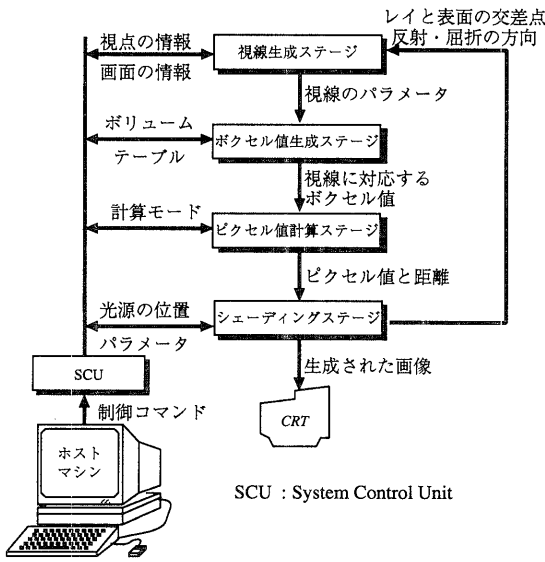 レイと表面の交差点
反射・屈折の方向
視点の情報
画面の情報
視線生成ステージ
視線のパラメータ
ボリューム
テーブル
ボクセル値生成ステージ
視線に対応する
ボクセル値
計算モード
ピクセル値計算ステージ
ピクセル値と距離
光源の位置
パラメータ
シェーディングステージ
生成された画像
SCU
制御コマンド
CRT
ホスト
マシン
SCU : System Control Unit